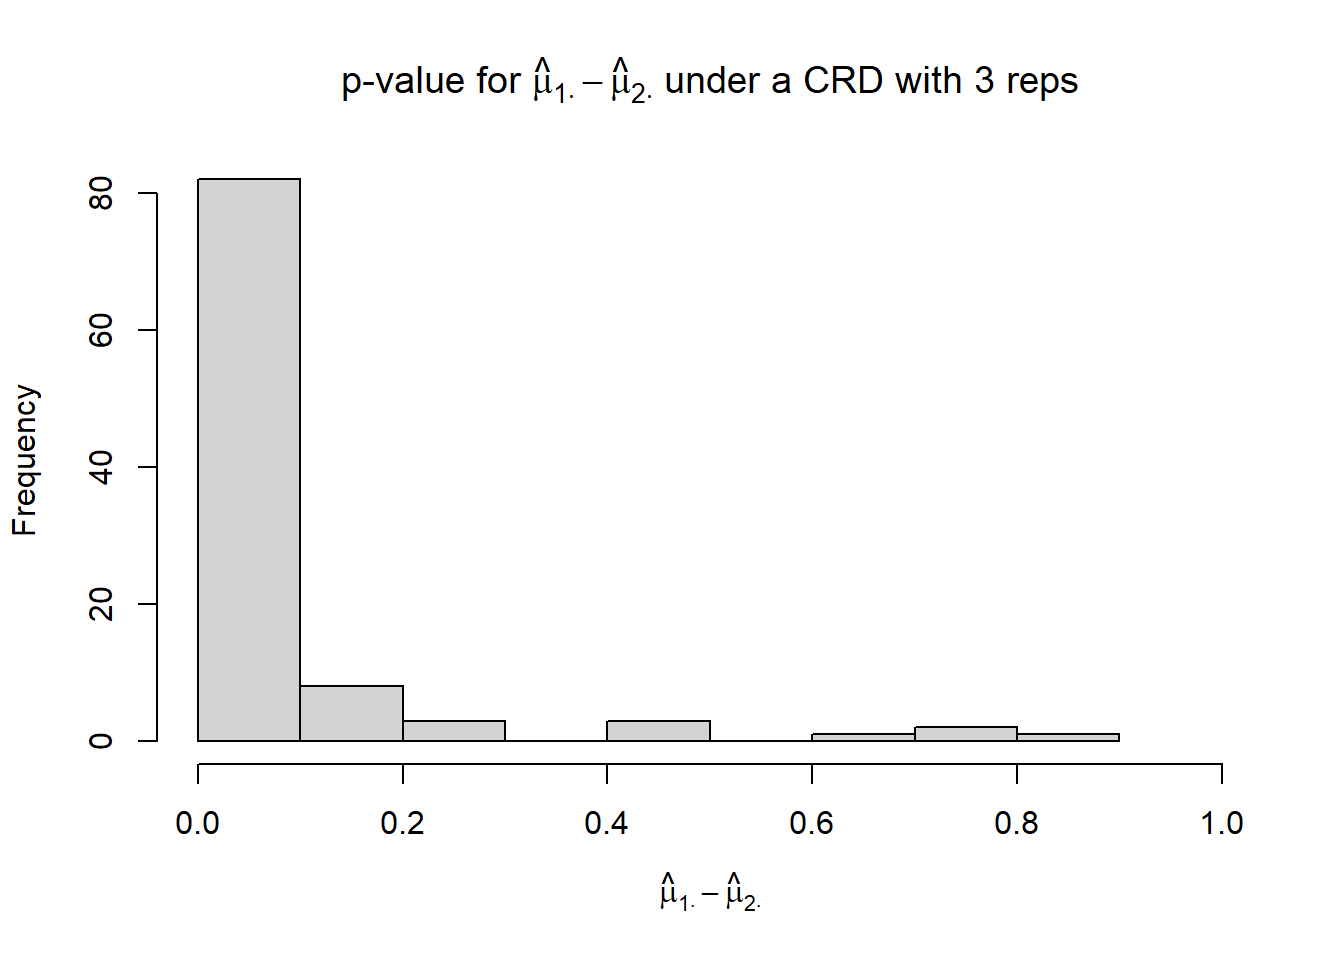 p-value for μ̂₁. – μ̂₂. under a CRD with 3 reps
Frequency
80
60
40
20
0
0.0 0.2 0.4 0.6 0.8 1.0
μ̂₁. – μ̂₂.